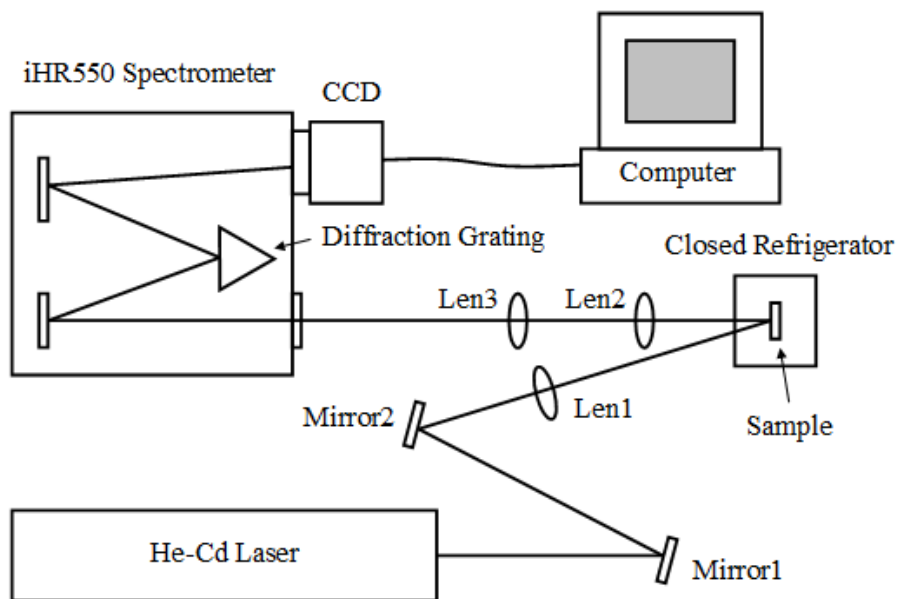 iHR550 Spectrometer
CCD
Computer
Diffraction Grating
Closed Refrigerator
Len3
Len2
Len1
Mirror2
Sample
He-Cd Laser
Mirror1